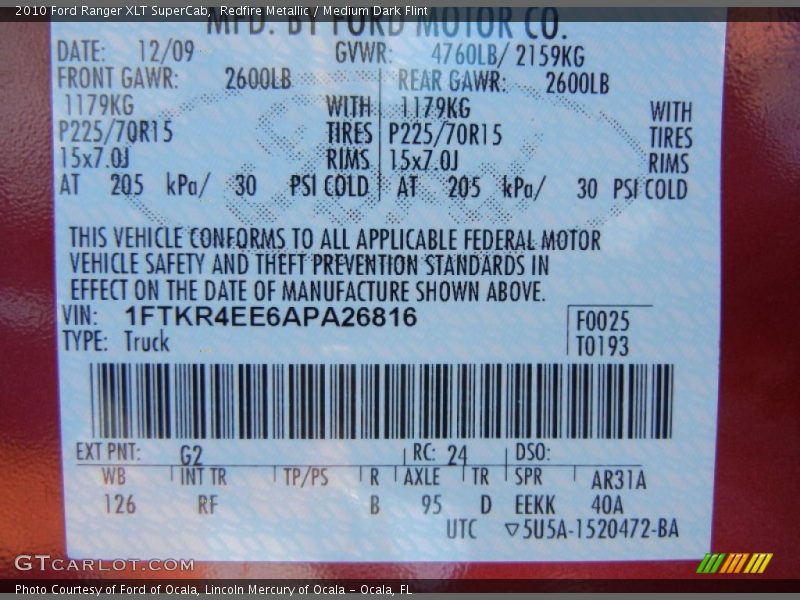 2010 Ford Ranger XLT SuperCab, Redfire Metallic / Medium Dark Flint
MFD. BY FORD MOTOR CO.
DATE: 12/09 GVWR: 4760LB/ 2159KG
FRONT GAWR: 2600LB REAR GAWR: 2600LB
1179KG WITH 1179KG WITH
P225/70R15 TIRES P225/70R15 TIRES
15x7.0J RIMS 15x7.0J RIMS
AT 205 kPa/ 30 PSI COLD AT 205 kPa/ 30 PSI COLD
THIS VEHICLE CONFORMS TO ALL APPLICABLE FEDERAL MOTOR
VEHICLE SAFETY AND THEFT PREVENTION STANDARDS IN
EFFECT ON THE DATE OF MANUFACTURE SHOWN ABOVE.
VIN: 1FTKR4EE6APA26816 F0025
TYPE: Truck T0193
EXT PNT: G2 RC: 24 DSO:
WB INT TR TP/PS R AXLE TR SPR AR31A
126 RF B 95 D EEKK 40A
UTC ▽5U5A-1520472-BA
GTCARLOT.COM
Photo Courtesy of Ford of Ocala, Lincoln Mercury of Ocala - Ocala, FL